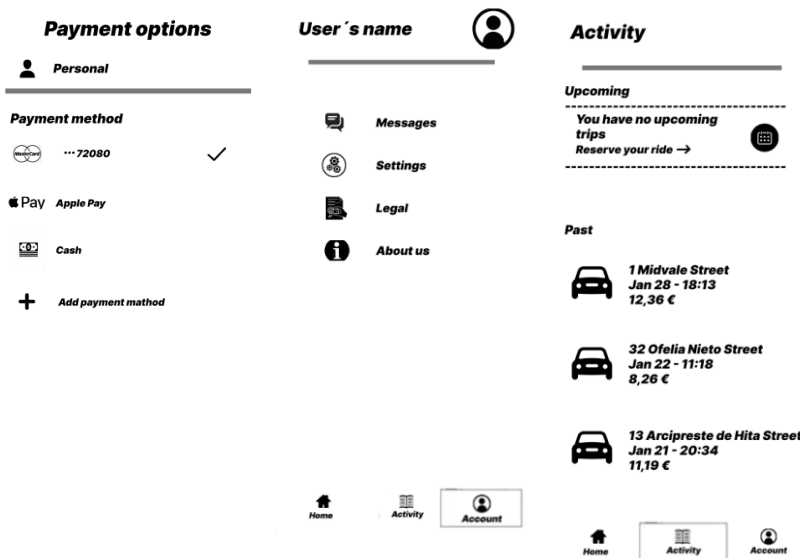 Payment options
Personal
Payment method
MasterCard
···72080
Pay
Apple Pay
Cash
Add payment mathod
User´s name
Messages
Settings
Legal
About us
Home
Activity
Account
Activity
Upcoming
You have no upcoming
trips
Reserve your ride →
Past
1 Midvale Street
Jan 28 - 18:13
12,36 €
32 Ofelia Nieto Street
Jan 22 - 11:18
8,26 €
13 Arcipreste de Hita Street
Jan 21 - 20:34
11,19 €
Home
Activity
Account